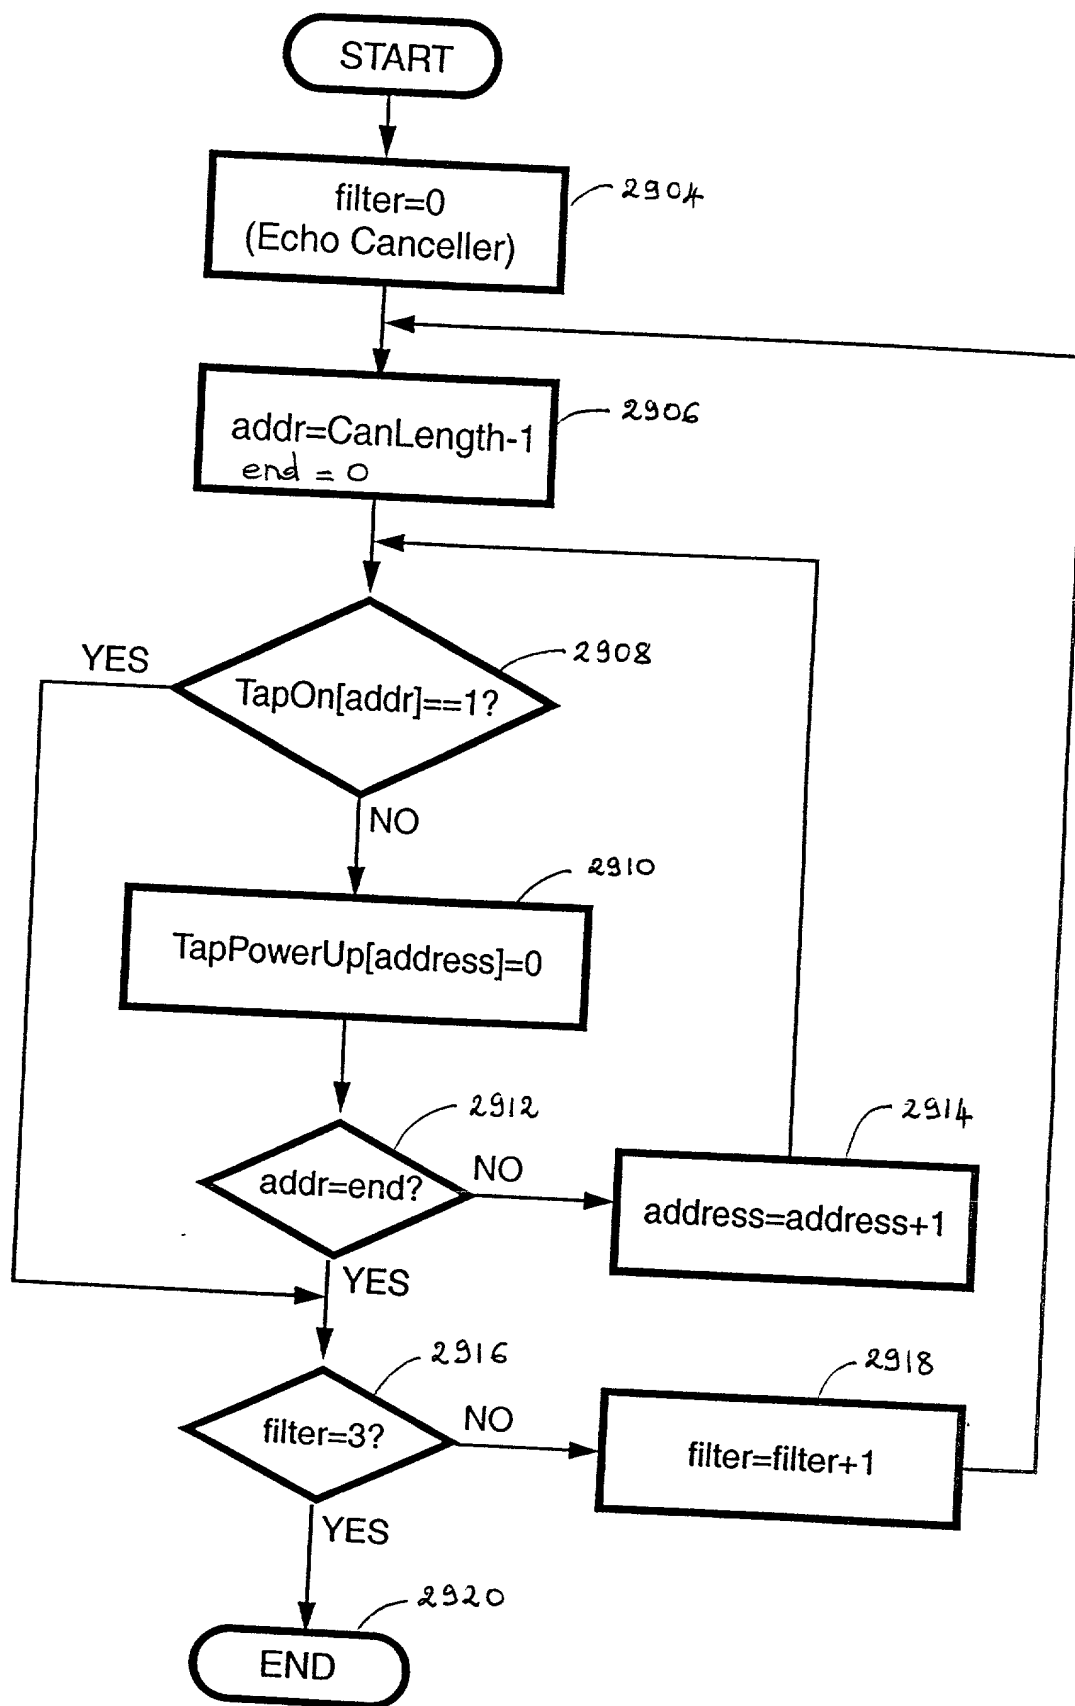 START
filter=0
(Echo Canceller)
2904
addr=CanLength-1
end = 0
2906
TapOn[addr]==1?
2908
YES
NO
TapPowerUp[address]=0
2910
addr=end?
2912
NO
address=address+1
2914
YES
filter=3?
2916
NO
filter=filter+1
2918
YES
END
2920